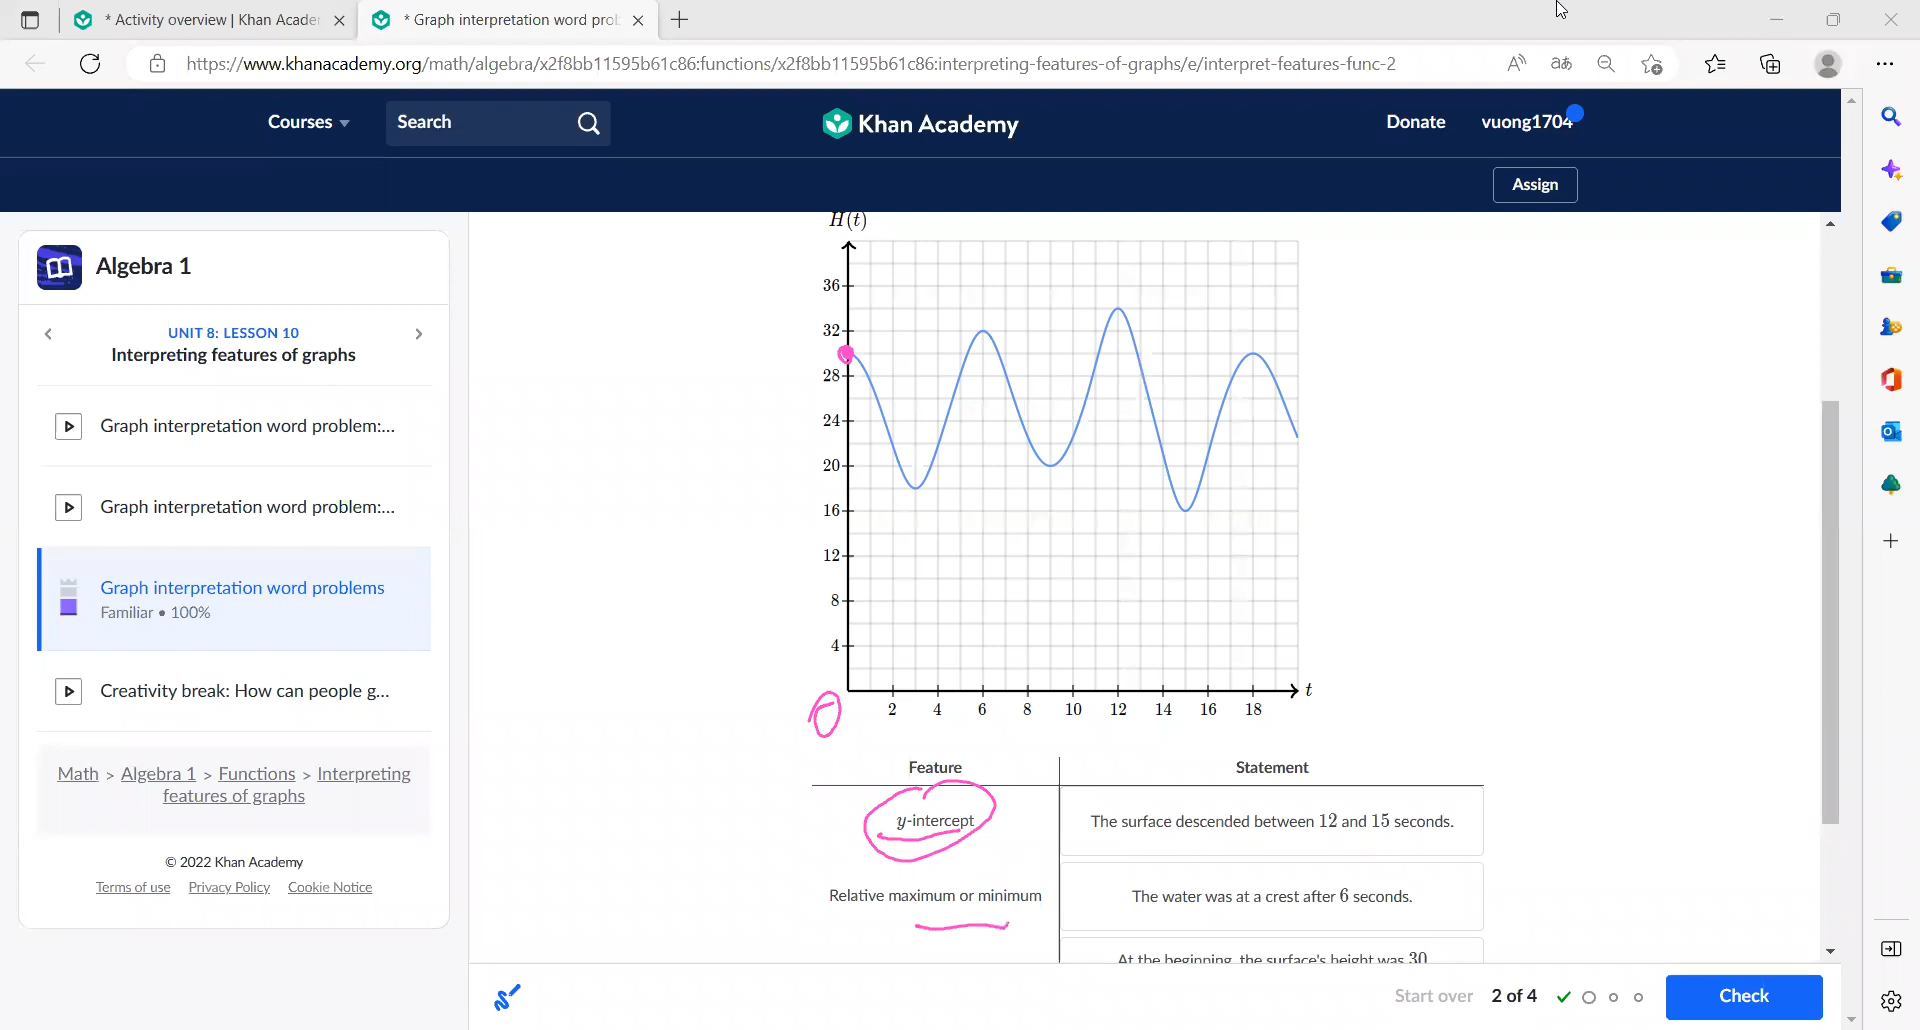 * Activity overview | Khan Acade
* Graph interpretation word prob
https://www.khanacademy.org/math/algebra/x2f8bb11595b61c86:functions/x2f8bb11595b61c86:interpreting-features-of-graphs/e/interpret-features-func-2
Courses
Search
Khan Academy
Donate
vuong1704
Assign
Algebra 1
UNIT 8: LESSON 10
Interpreting features of graphs
Graph interpretation word problem:...
Graph interpretation word problem:...
Graph interpretation word problems
Familiar • 100%
Creativity break: How can people g...
Math > Algebra 1 > Functions > Interpreting
features of graphs
© 2022 Khan Academy
Terms of use Privacy Policy Cookie Notice
H(t)
36
32
28
24
20
16
12
8
4
t
2 4 6 8 10 12 14 16 18
0
Feature Statement
y-intercept The surface descended between 12 and 15 seconds.
Relative maximum or minimum The water was at a crest after 6 seconds.
At the beginning, the surface's height was 30
Start over 2 of 4 Check